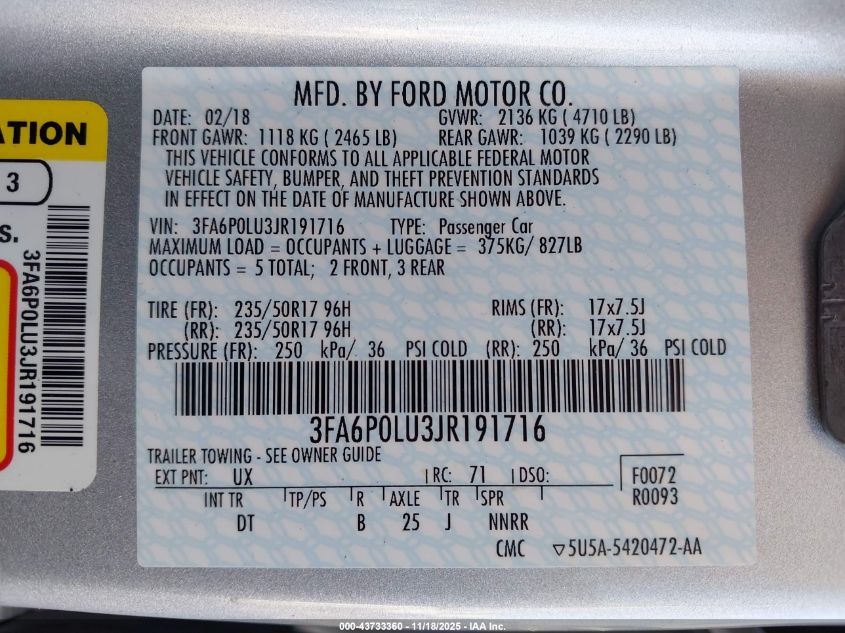 ATION
3
S.
3FA6P0LU3JR191716
MFD. BY FORD MOTOR CO.
DATE: 02/18 GVWR: 2136 KG ( 4710 LB)
FRONT GAWR: 1118 KG ( 2465 LB) REAR GAWR: 1039 KG ( 2290 LB)
THIS VEHICLE CONFORMS TO ALL APPLICABLE FEDERAL MOTOR
VEHICLE SAFETY, BUMPER, AND THEFT PREVENTION STANDARDS
IN EFFECT ON THE DATE OF MANUFACTURE SHOWN ABOVE.
VIN: 3FA6P0LU3JR191716 TYPE: Passenger Car
MAXIMUM LOAD = OCCUPANTS + LUGGAGE = 375KG/ 827LB
OCCUPANTS = 5 TOTAL; 2 FRONT, 3 REAR
TIRE (FR): 235/50R17 96H RIMS (FR): 17x7.5J
(RR): 235/50R17 96H (RR): 17x7.5J
PRESSURE (FR): 250 kPa/ 36 PSI COLD (RR): 250 kPa/ 36 PSI COLD
3FA6P0LU3JR191716
TRAILER TOWING - SEE OWNER GUIDE
EXT PNT: UX RC: 71 DSO: F0072
INT TR TP/PS R AXLE TR SPR R0093
DT B 25 J NNRR
CMC ▽5U5A-5420472-AA
000-43733360 - 11/18/2025 - IAA Inc.